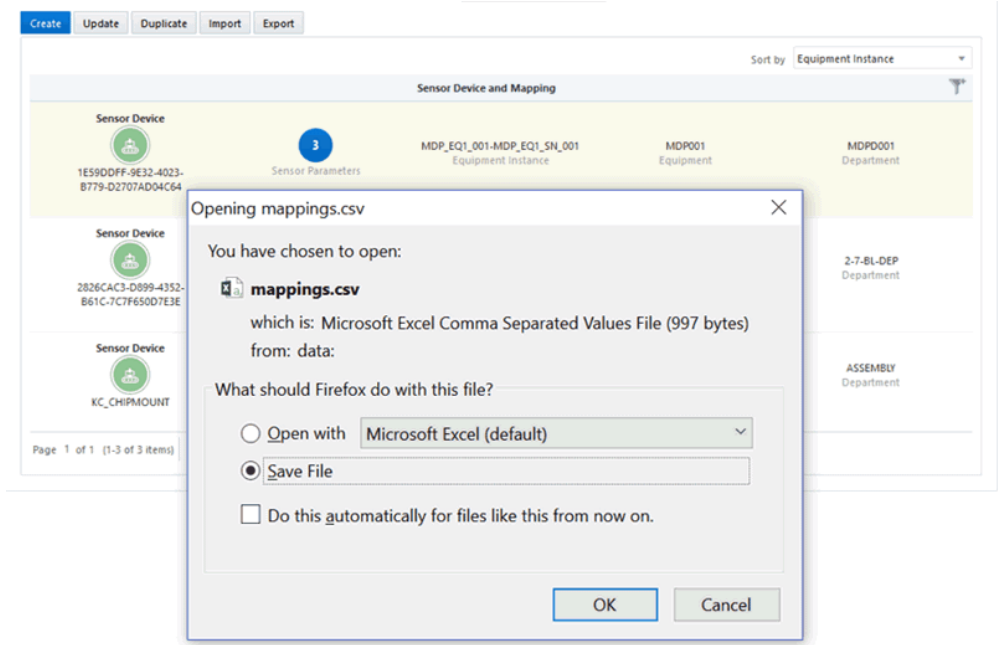 Create Update Duplicate Import Export
Sort by Equipment Instance
Sensor Device and Mapping
Sensor Device
1E59DDFF-9E32-4023-
B779-D2707AD04C64
3
Sensor Parameters
MDP_EQ1_001-MDP_EQ1_SN_001
Equipment Instance
MDP001
Equipment
MDPD001
Department
Sensor Device
2826CAC3-D899-4352-
B61C-7C7F650D7E3E
2-7-BL-DEP
Department
Sensor Device
KC_CHIPMOUNT
ASSEMBLY
Department
Page 1 of 1 (1-3 of 3 items)
Opening mappings.csv
You have chosen to open:
mappings.csv
which is: Microsoft Excel Comma Separated Values File (997 bytes)
from: data:
What should Firefox do with this file?
Open with Microsoft Excel (default)
Save File
Do this automatically for files like this from now on.
OK Cancel